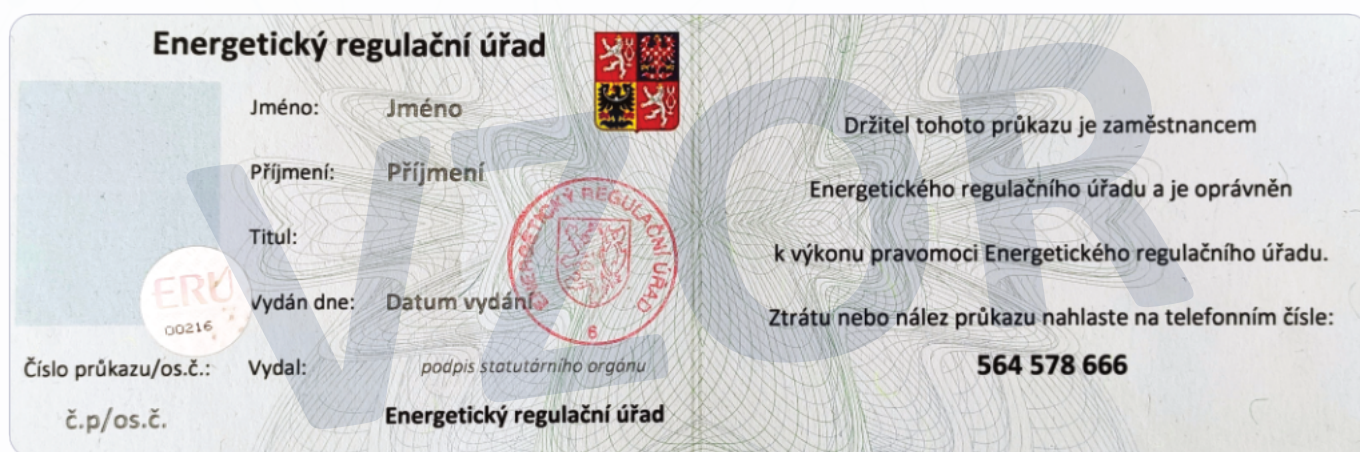 Energetický regulační úřad
Jméno: Jméno
Příjmení: Příjmení
Titul:
Vydán dne: Datum vydání
ERÚ
00216
Číslo průkazu/os.č.:
č.p/os.č.
Vydal: podpis statutárního orgánu
Energetický regulační úřad
ENERGETICKÝ REGULAČNÍ ÚŘAD
6
VZOR
Držitel tohoto průkazu je zaměstnancem
Energetického regulačního úřadu a je oprávněn
k výkonu pravomoci Energetického regulačního úřadu.
Ztrátu nebo nález průkazu nahlaste na telefonním čísle:
564 578 666